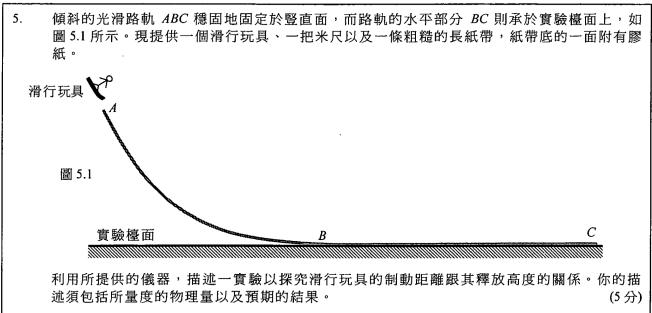 5. 傾斜的光滑路軌 ABC 穩固地固定於豎直面，而路軌的水平部分 BC 則承於實驗檯面上，如
圖 5.1 所示。現提供一個滑行玩具、一把米尺以及一條粗糙的長紙帶，紙帶底的一面附有膠
紙。
滑行玩具
A
圖 5.1
實驗檯面
B
C
利用所提供的儀器，描述一實驗以探究滑行玩具的制動距離跟其釋放高度的關係。你的描
述須包括所量度的物理量以及預期的結果。 (5 分)